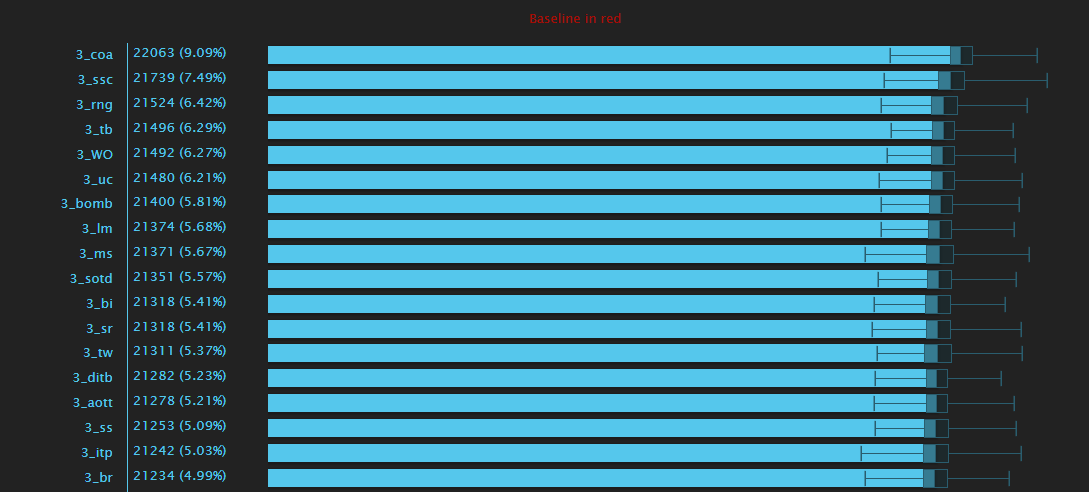 Baseline in red
3_coa 22063 (9.09%)
3_ssc 21739 (7.49%)
3_rng 21524 (6.42%)
3_tb 21496 (6.29%)
3_WO 21492 (6.27%)
3_uc 21480 (6.21%)
3_bomb 21400 (5.81%)
3_lm 21374 (5.68%)
3_ms 21371 (5.67%)
3_sotd 21351 (5.57%)
3_bi 21318 (5.41%)
3_sr 21318 (5.41%)
3_tw 21311 (5.37%)
3_ditb 21282 (5.23%)
3_aott 21278 (5.21%)
3_ss 21253 (5.09%)
3_itp 21242 (5.03%)
3_br 21234 (4.99%)